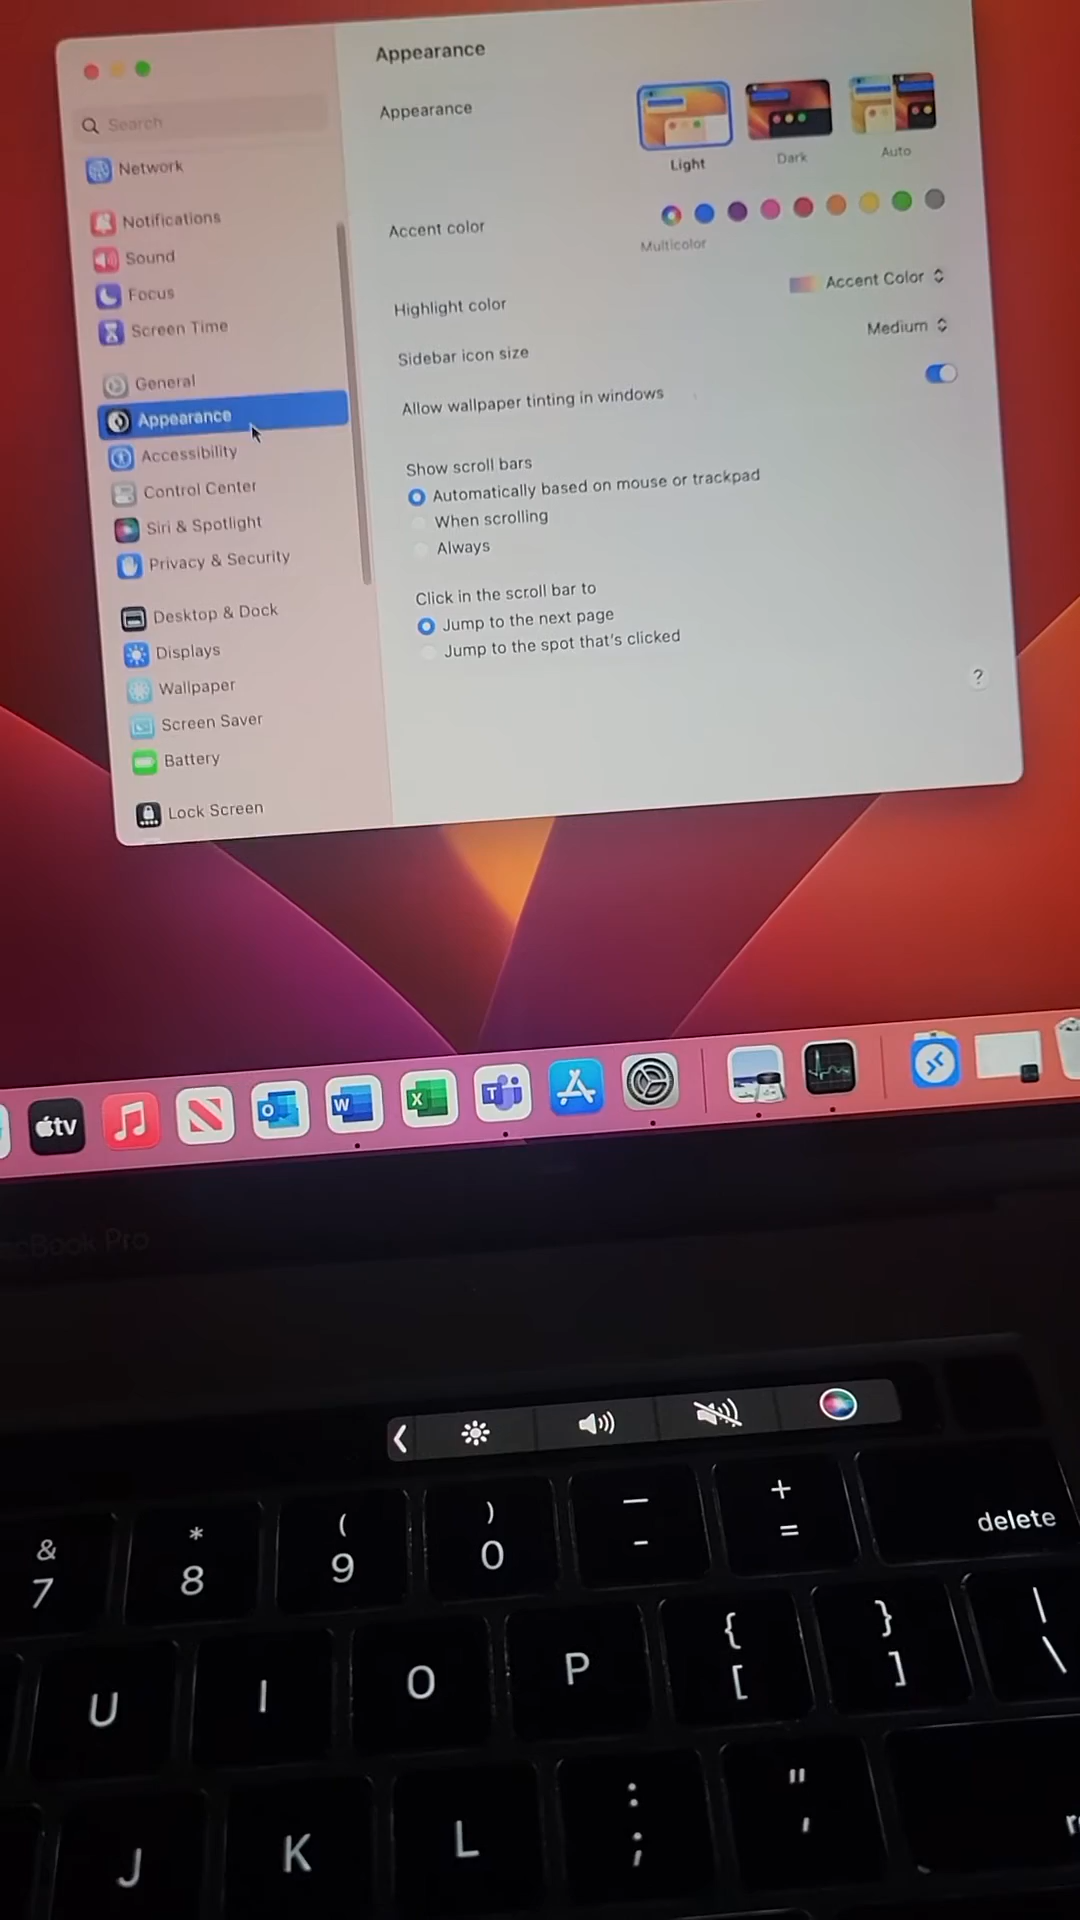 Appearance
Search
Network
Notifications
Sound
Focus
Screen Time
General
Appearance
Accessibility
Control Center
Siri & Spotlight
Privacy & Security
Desktop & Dock
Displays
Wallpaper
Screen Saver
Battery
Lock Screen
Appearance
Light
Dark
Auto
Accent color
Multicolor
Highlight color
Accent Color
Sidebar icon size
Medium
Allow wallpaper tinting in windows
Show scroll bars
Automatically based on mouse or trackpad
When scrolling
Always
Click in the scroll bar to
Jump to the next page
Jump to the spot that's clicked
?
tv
O
W
X
T
cBook Pro
& * ( ) — + 
7 8 9 0 - = delete
U I O P { [ } ] | \
J K L : ; " '